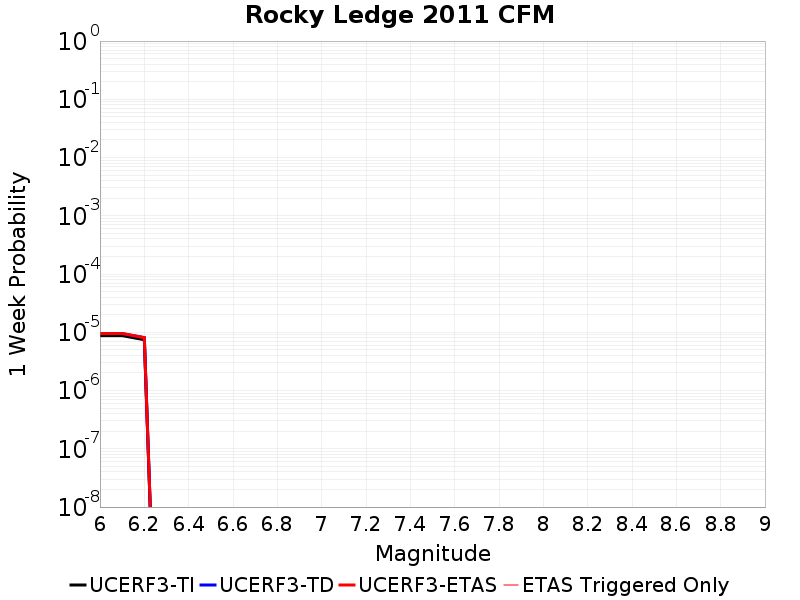 Rocky Ledge 2011 CFM
1 Week Probability
10^0
10^-1
10^-2
10^-3
10^-4
10^-5
10^-6
10^-7
10^-8
6 6.2 6.4 6.6 6.8 7 7.2 7.4 7.6 7.8 8 8.2 8.4 8.6 8.8 9
Magnitude
UCERF3-TI UCERF3-TD UCERF3-ETAS ETAS Triggered Only